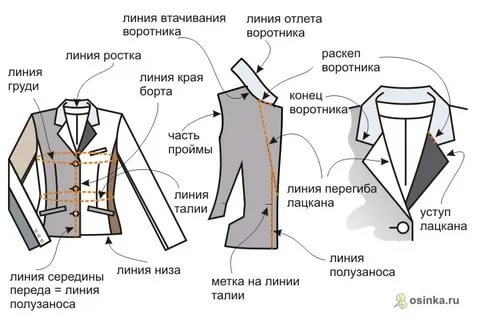 линия втачивания
воротника
линия отлета
воротника
линия ростка
раскеп
воротника
линия
груди
линия края
борта
конец
воротника
часть
проймы
линия
талии
линия перегиба
лацкана
уступ
лацкана
линия середины
переда = линия
полузаноса
линия низа
метка на линии
талии
линия
полузаноса
osinka.ru